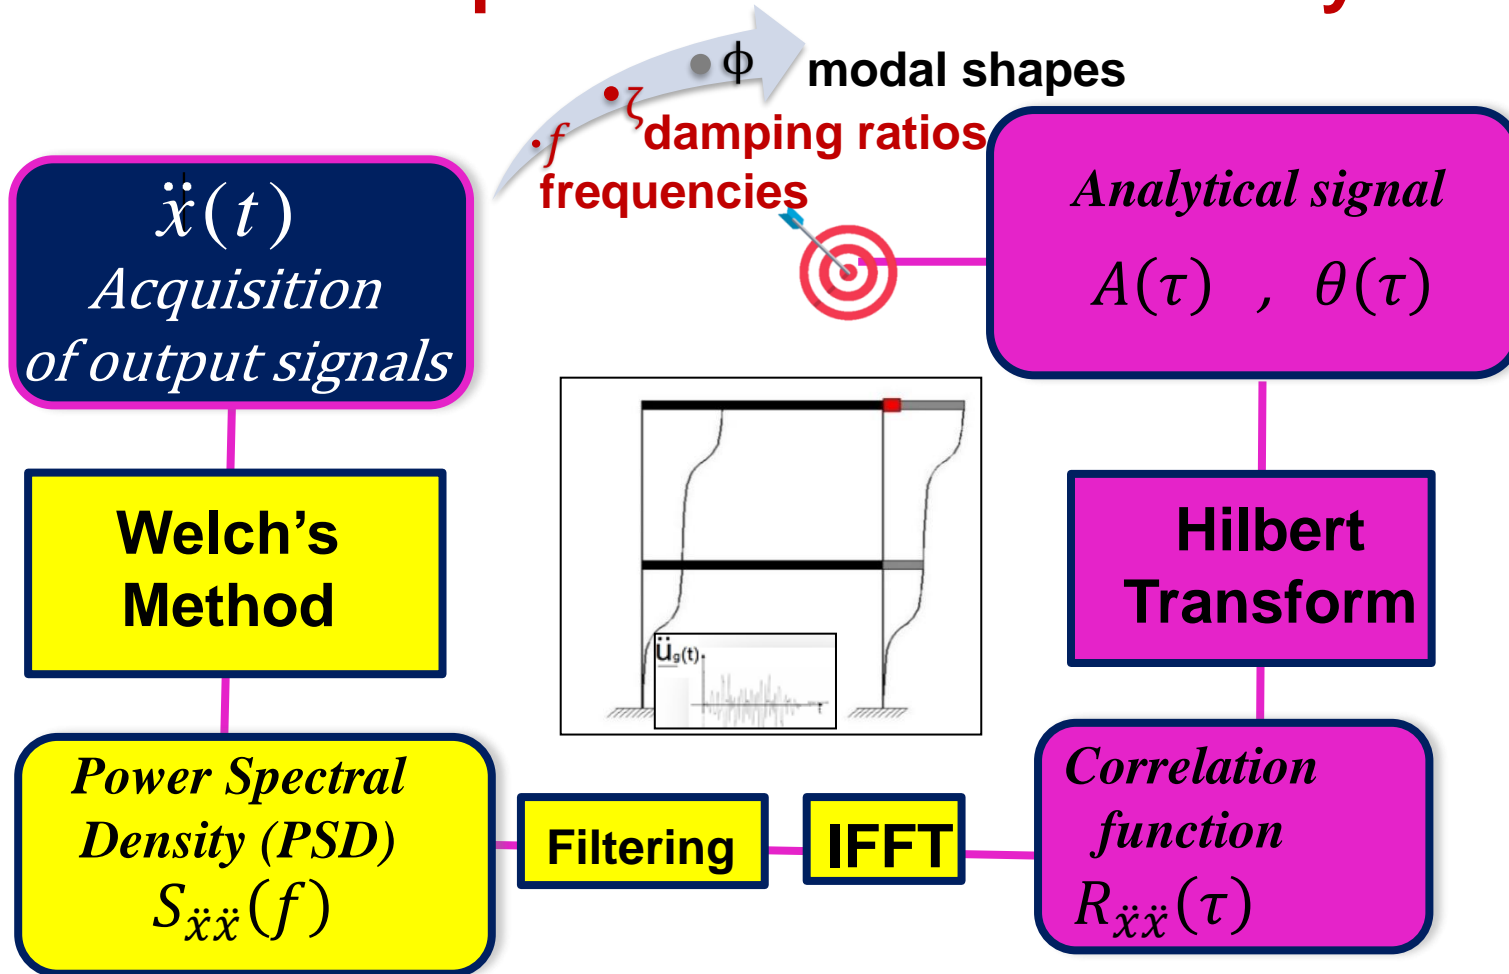 ϕ modal shapes
ζ damping ratios
f frequencies
ẍ(t)
Acquisition
of output signals
Analytical signal
A(τ) , θ(τ)
Welch’s
Method
Hilbert
Transform
ü₉(t)
t
Power Spectral
Density (PSD)
Sẍẍ(f)
Filtering
IFFT
Correlation
function
Rẍẍ(τ)